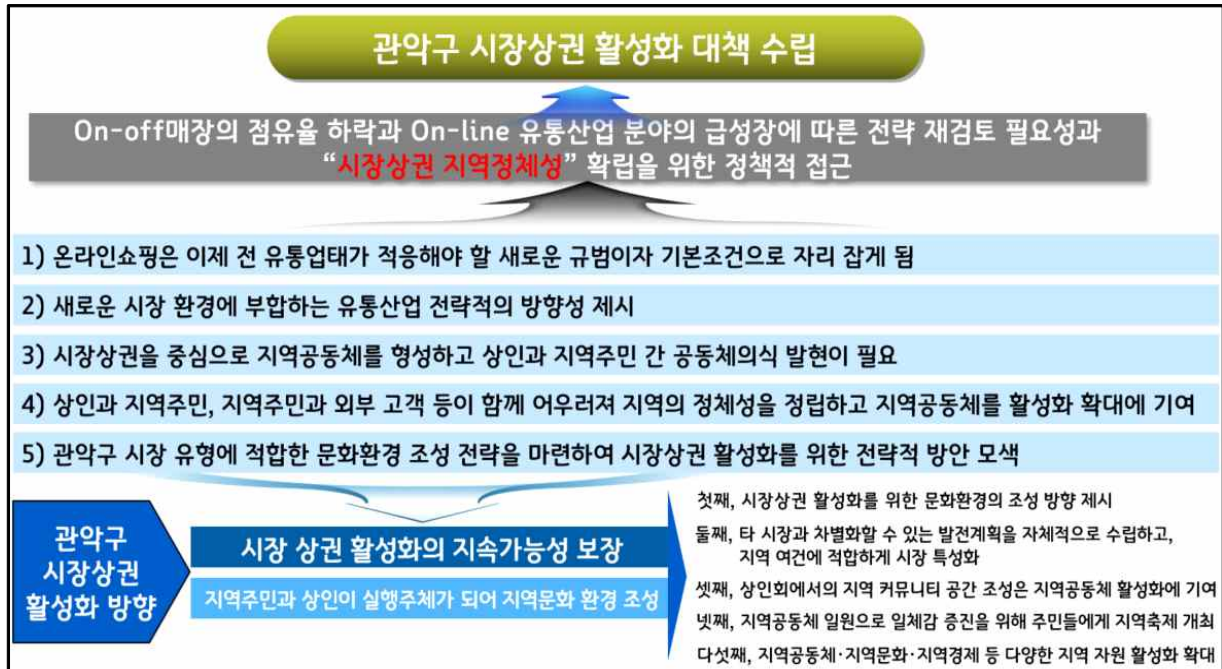 관악구 시장상권 활성화 대책 수립
On-off매장의 점유율 하락과 On-line 유통산업 분야의 급성장에 따른 전략 재검토 필요성과
“시장상권 지역정체성” 확립을 위한 정책적 접근
1) 온라인쇼핑은 이제 전 유통업태가 적응해야 할 새로운 규범이자 기본조건으로 자리 잡게 됨
2) 새로운 시장 환경에 부합하는 유통산업 전략적의 방향성 제시
3) 시장상권을 중심으로 지역공동체를 형성하고 상인과 지역주민 간 공동체의식 발현이 필요
4) 상인과 지역주민, 지역주민과 외부 고객 등이 함께 어우러져 지역의 정체성을 정립하고 지역공동체를 활성화 확대에 기여
5) 관악구 시장 유형에 적합한 문화환경 조성 전략을 마련하여 시장상권 활성화를 위한 전략적 방안 모색
관악구
시장상권
활성화 방향
시장 상권 활성화의 지속가능성 보장
지역주민과 상인이 실행주체가 되어 지역문화 환경 조성
첫째, 시장상권 활성화를 위한 문화환경의 조성 방향 제시
둘째, 타 시장과 차별화할 수 있는 발전계획을 자체적으로 수립하고,
지역 여건에 적합하게 시장 특성화
셋째, 상인회에서의 지역 커뮤니티 공간 조성은 지역공동체 활성화에 기여
넷째, 지역공동체 일원으로 일체감 증진을 위해 주민들에게 지역축제 개최
다섯째, 지역공동체·지역문화·지역경제 등 다양한 지역 자원 활성화 확대